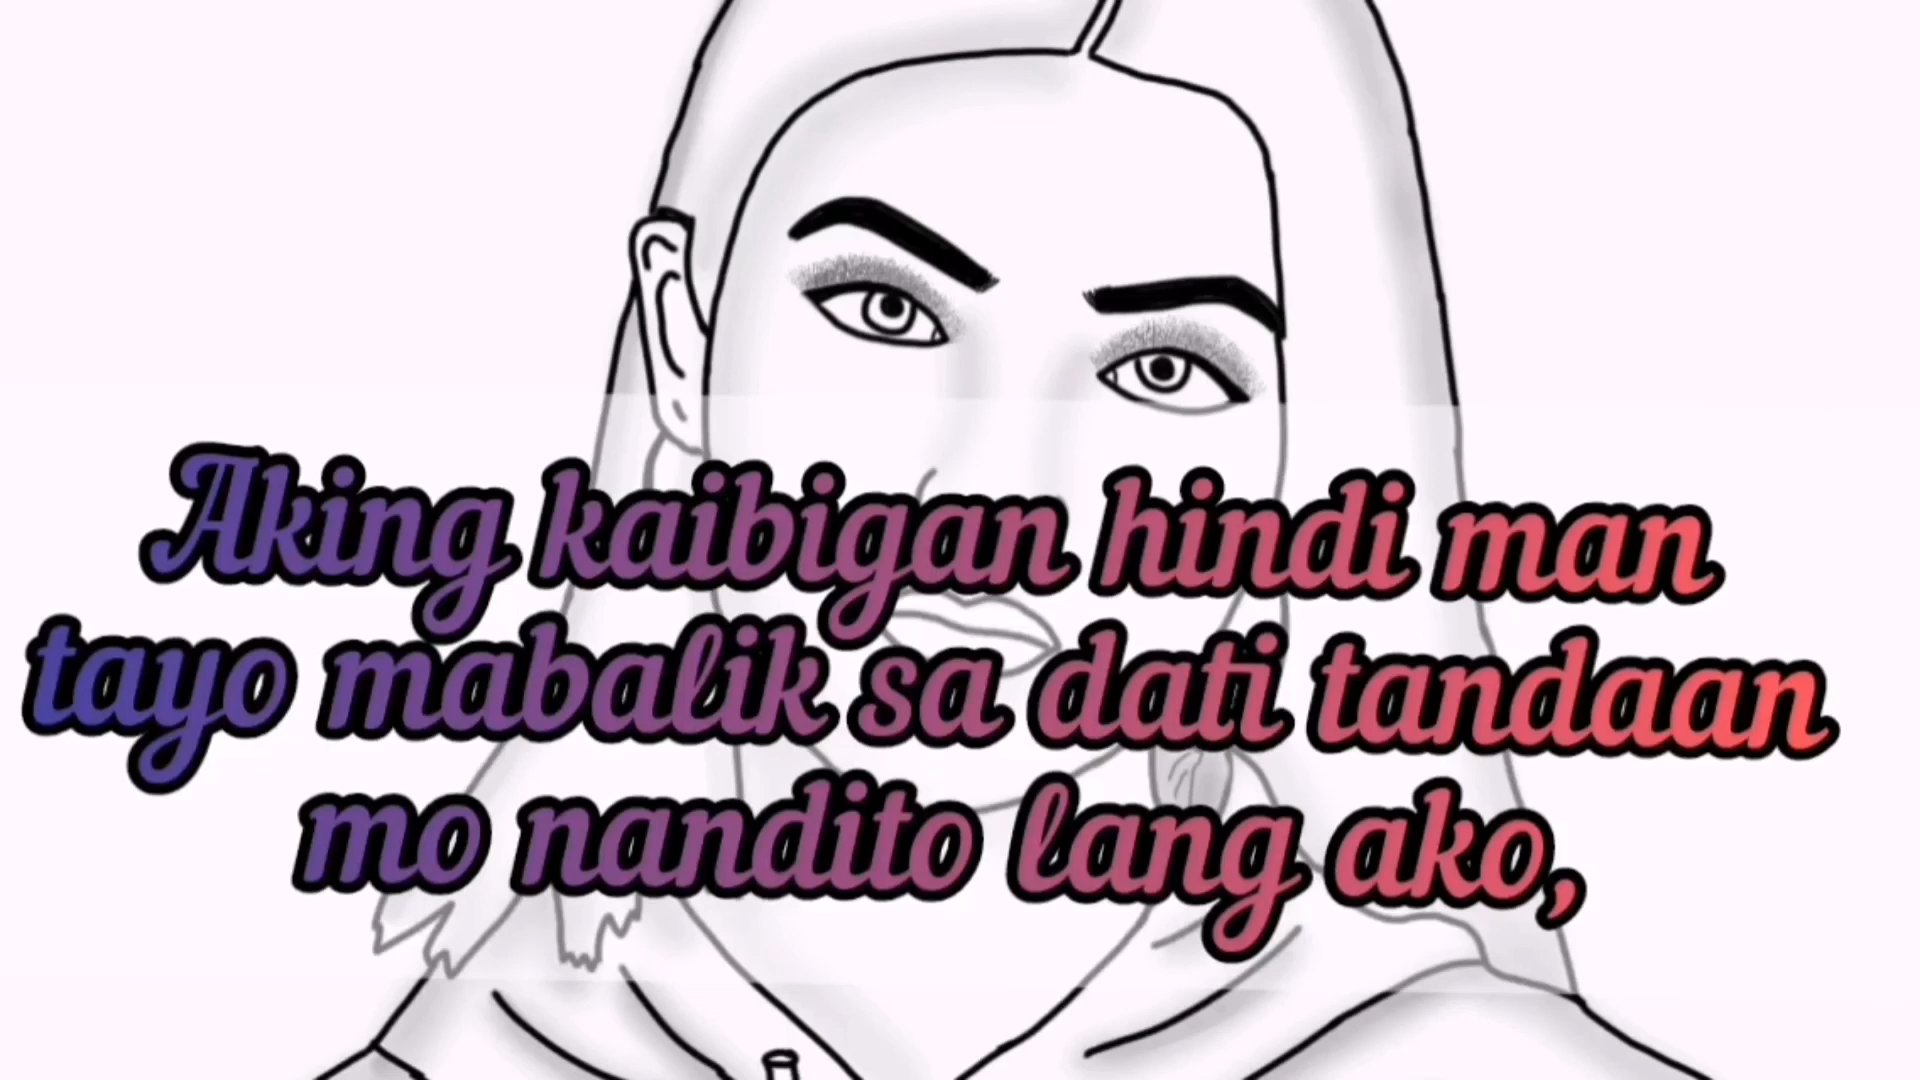 Aking kaibigan hindi man
tayo mabalik sa dati tandaan
mo nandito lang ako,